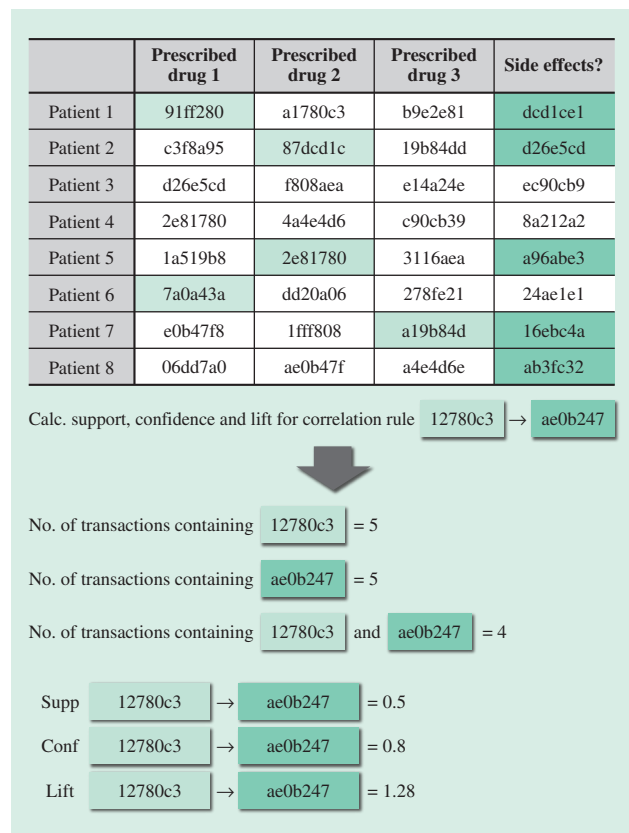 Prescribed drug 1 Prescribed drug 2 Prescribed drug 3 Side effects?
Patient 1 91ff280 a1780c3 b9e2e81 dcd1ce1
Patient 2 c3f8a95 87dcd1c 19b84dd d26e5cd
Patient 3 d26e5cd f808aea e14a24e ec90cb9
Patient 4 2e81780 4a4e4d6 c90cb39 8a212a2
Patient 5 1a519b8 2e81780 3116aea a96abe3
Patient 6 7a0a43a dd20a06 278fe21 24ae1e1
Patient 7 e0b47f8 1fff808 a19b84d 16ebc4a
Patient 8 06dd7a0 ae0b47f a4e4d6e ab3fc32
Calc. support, confidence and lift for correlation rule 12780c3 → ae0b247
No. of transactions containing 12780c3 = 5
No. of transactions containing ae0b247 = 5
No. of transactions containing 12780c3 and ae0b247 = 4
Supp 12780c3 → ae0b247 = 0.5
Conf 12780c3 → ae0b247 = 0.8
Lift 12780c3 → ae0b247 = 1.28